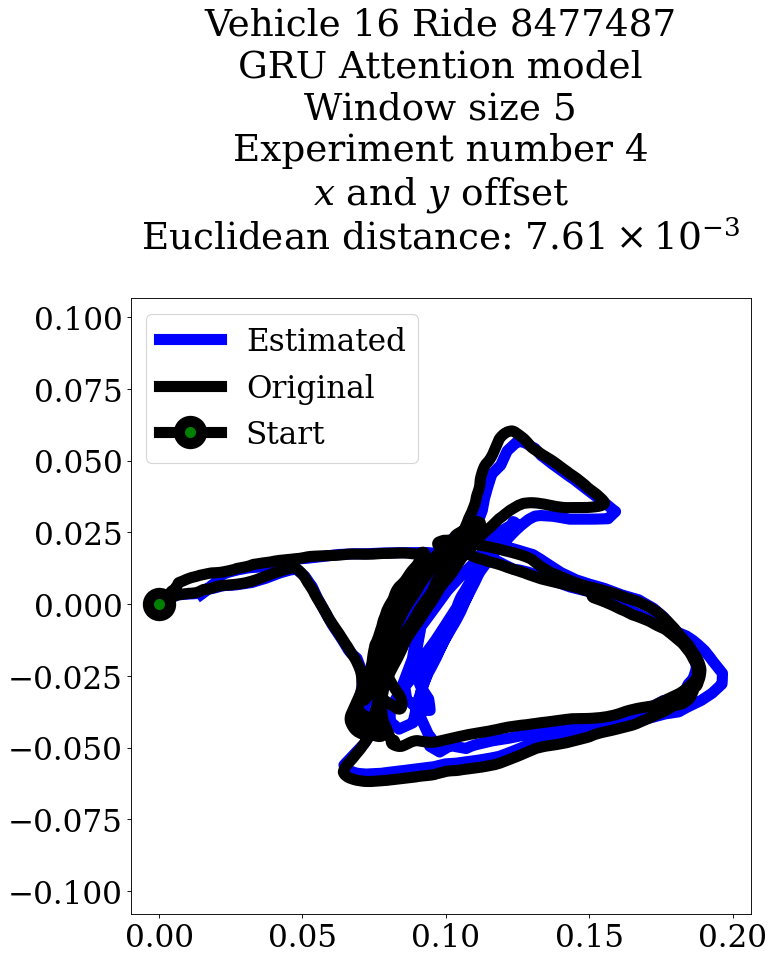 Vehicle 16 Ride 8477487
GRU Attention model
Window size 5
Experiment number 4
x and y offset
Euclidean distance: 7.61 × 10⁻³
Estimated
Original
Start
0.100
0.075
0.050
0.025
0.000
−0.025
−0.050
−0.075
−0.100
0.00 0.05 0.10 0.15 0.20